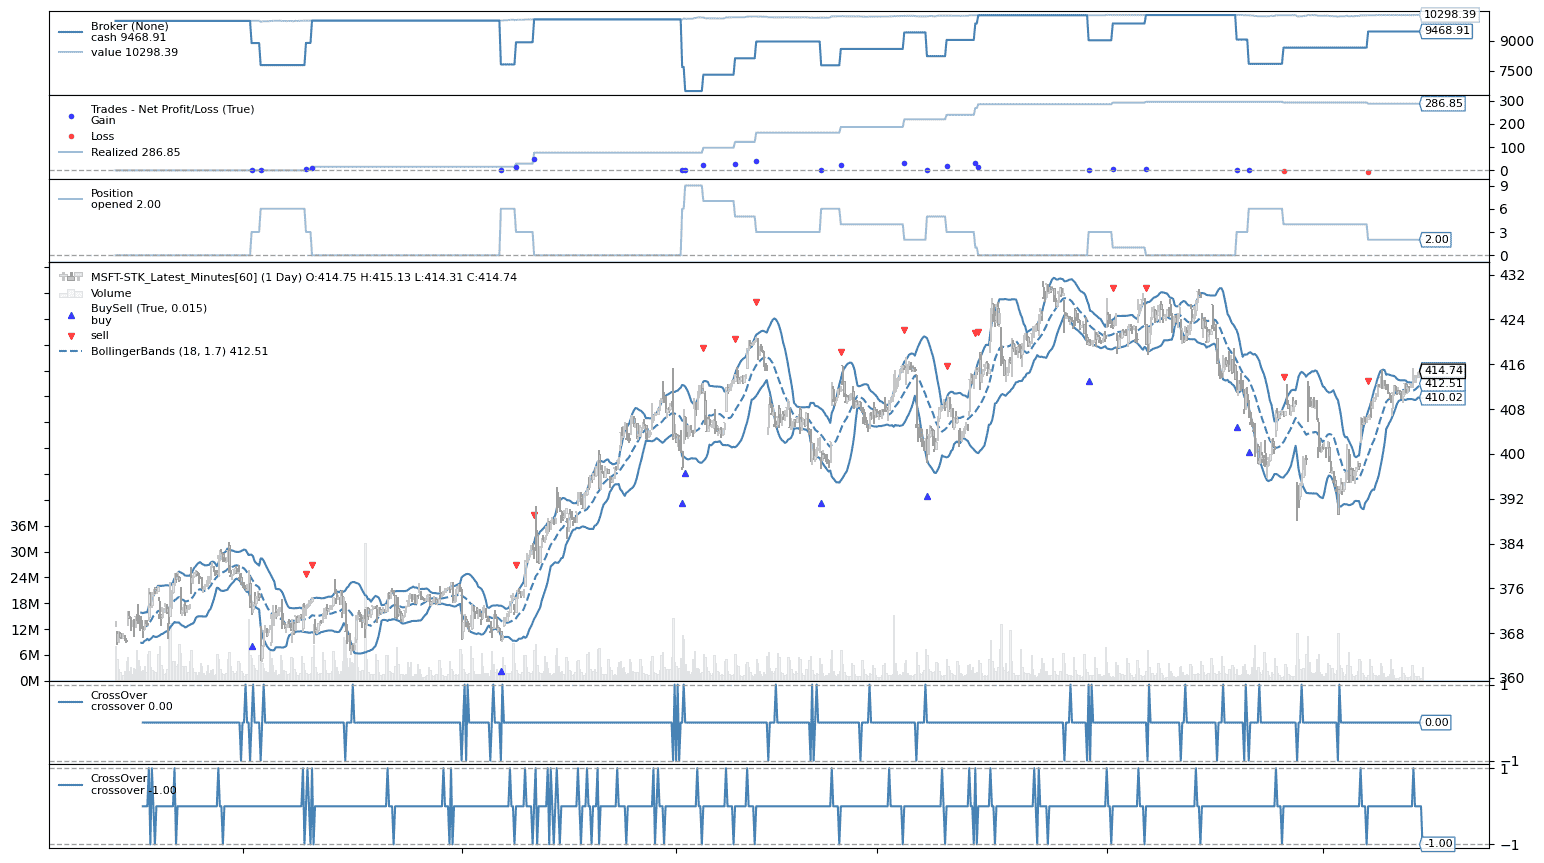 Broker (None)
cash 9468.91
value 10298.39
10298.39
9468.91
9000
7500
Trades - Net Profit/Loss (True)
Gain
Loss
Realized 286.85
286.85
300
200
100
0
Position
opened 2.00
9
6
3
2.00
0
MSFT-STK_Latest_Minutes[60] (1 Day) O:414.75 H:415.13 L:414.31 C:414.74
Volume
BuySell (True, 0.015)
buy
sell
BollingerBands (18, 1.7) 412.51
432
424
416
414.74
412.51
410.02
408
400
392
384
376
368
360
36M
30M
24M
18M
12M
6M
0M
CrossOver
crossover 0.00
1
0.00
−1
CrossOver
crossover -1.00
1
-1.00
−1